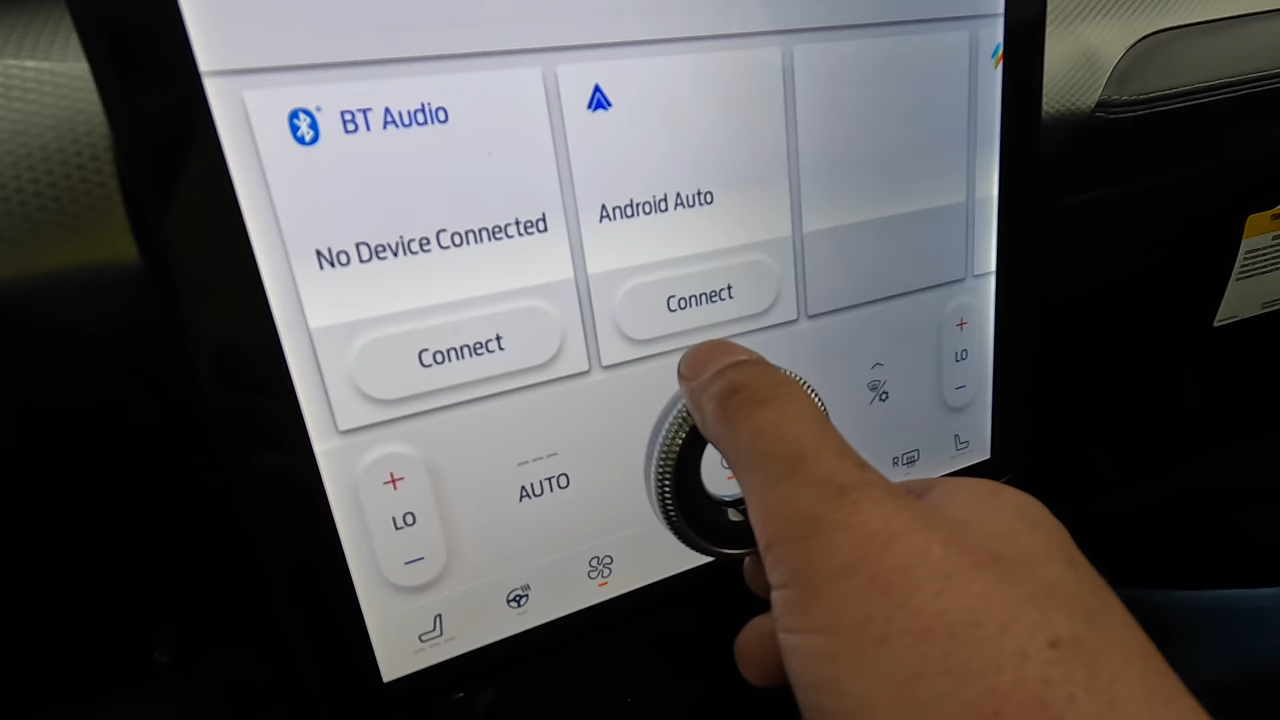 BT Audio
No Device Connected
Connect
Android Auto
Connect
LO
AUTO
LO
R